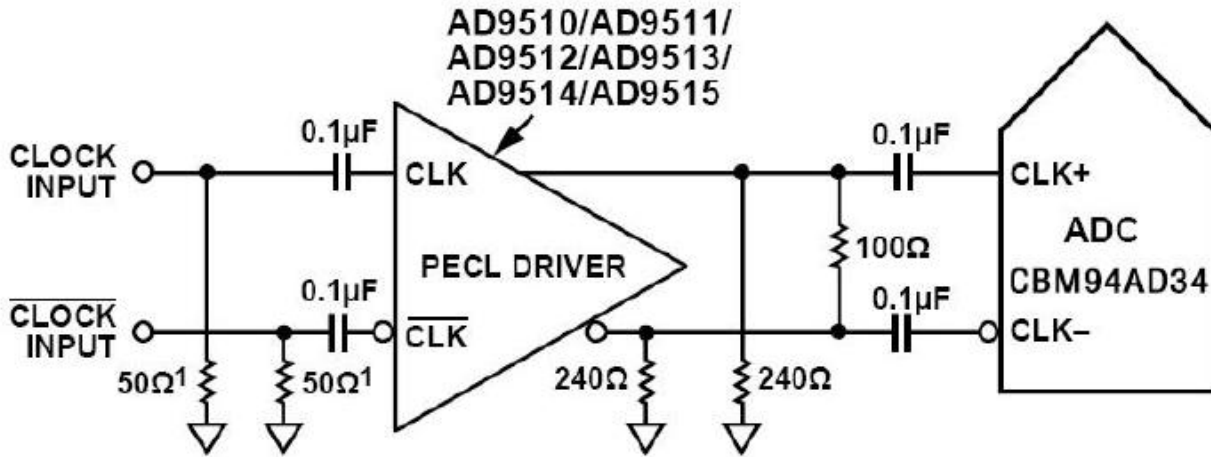 AD9510/AD9511/
AD9512/AD9513/
AD9514/AD9515
0.1µF
0.1µF
CLOCK
INPUT
CLK
CLK+
ADC
CBM94AD34
PECL DRIVER
100Ω
0.1µF
0.1µF
CLOCK
INPUT
CLK
CLK–
50Ω1
50Ω1
240Ω
240Ω